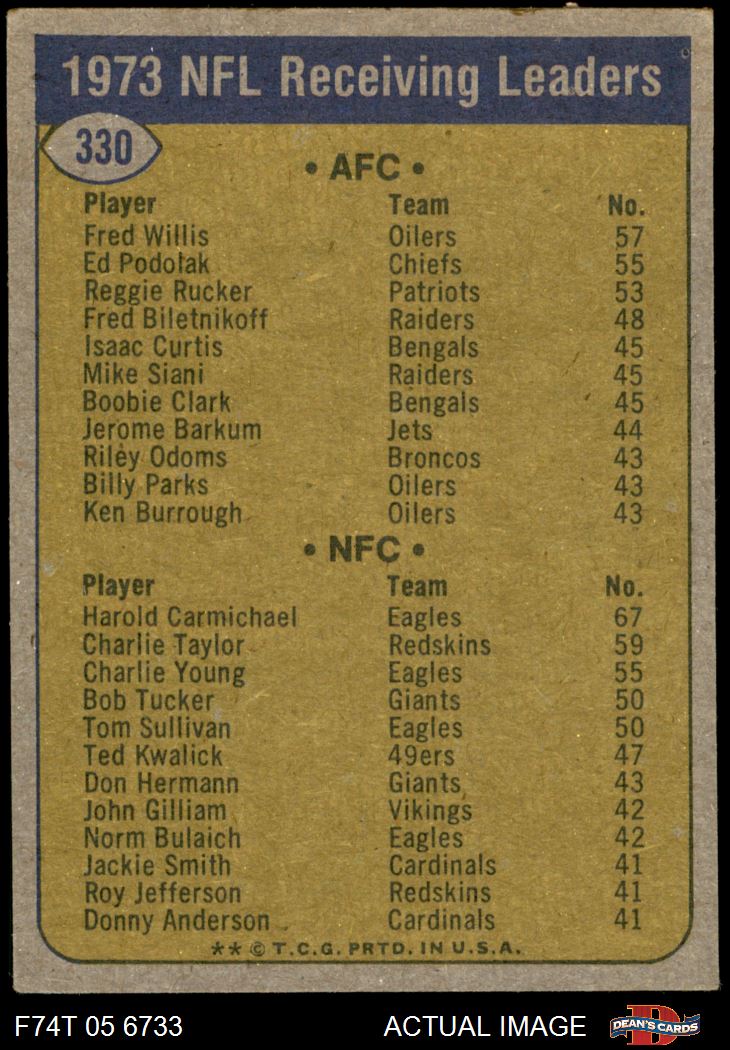 1973 NFL Receiving Leaders
330
• AFC •
Player Team No.
Fred Willis Oilers 57
Ed Podolak Chiefs 55
Reggie Rucker Patriots 53
Fred Biletnikoff Raiders 48
Isaac Curtis Bengals 45
Mike Siani Raiders 45
Boobie Clark Bengals 45
Jerome Barkum Jets 44
Riley Odoms Broncos 43
Billy Parks Oilers 43
Ken Burrough Oilers 43
• NFC •
Player Team No.
Harold Carmichael Eagles 67
Charlie Taylor Redskins 59
Charlie Young Eagles 55
Bob Tucker Giants 50
Tom Sullivan Eagles 50
Ted Kwalick 49ers 47
Don Hermann Giants 43
John Gilliam Vikings 42
Norm Bulaich Eagles 42
Jackie Smith Cardinals 41
Roy Jefferson Redskins 41
Donny Anderson Cardinals 41
** © T.C.G. PRTD. IN U.S.A.
F74T 05 6733 ACTUAL IMAGE D DEAN'S CARDS